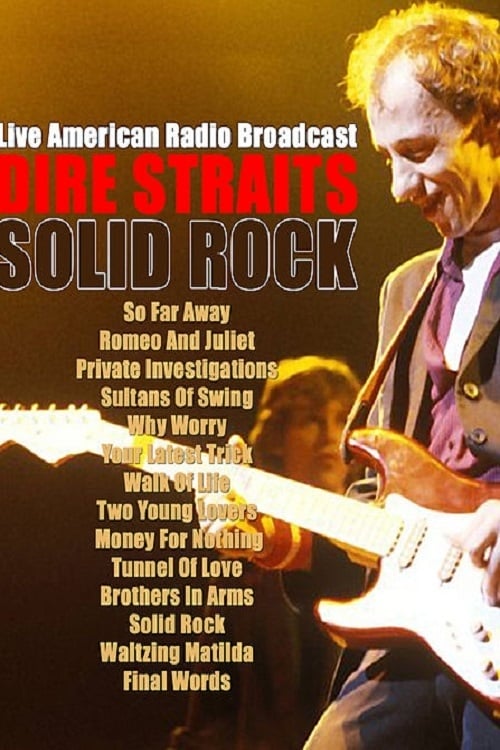 Live American Radio Broadcast
DIRE STRAITS
SOLID ROCK
So Far Away
Romeo And Juliet
Private Investigations
Sultans Of Swing
Why Worry
Your Latest Trick
Walk Of Life
Two Young Lovers
Money For Nothing
Tunnel Of Love
Brothers In Arms
Solid Rock
Waltzing Matilda
Final Words